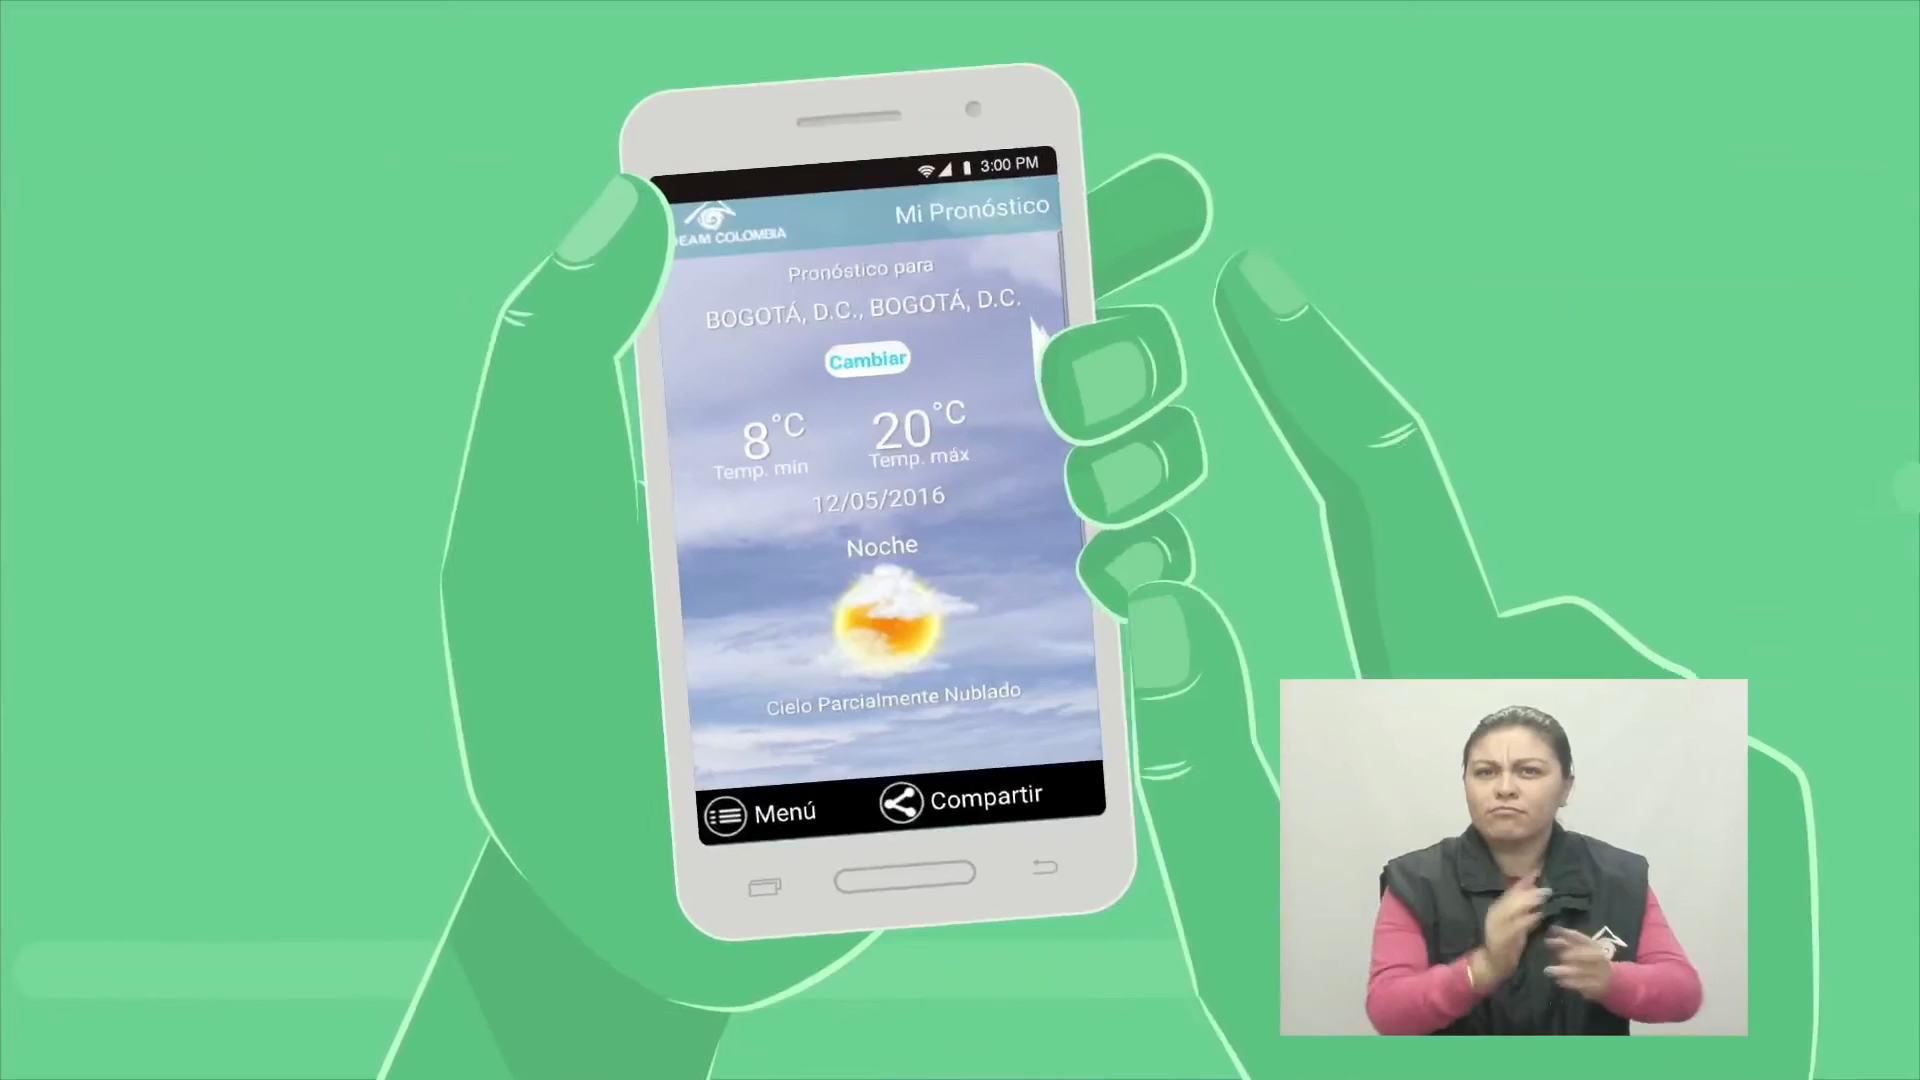 3:00 PM
IDEAM COLOMBIA
Mi Pronóstico
Pronóstico para
BOGOTÁ, D.C., BOGOTÁ, D.C.
Cambiar
8°C
20°C
Temp. mín
Temp. máx
12/05/2016
Noche
Cielo Parcialmente Nublado
Menú
Compartir